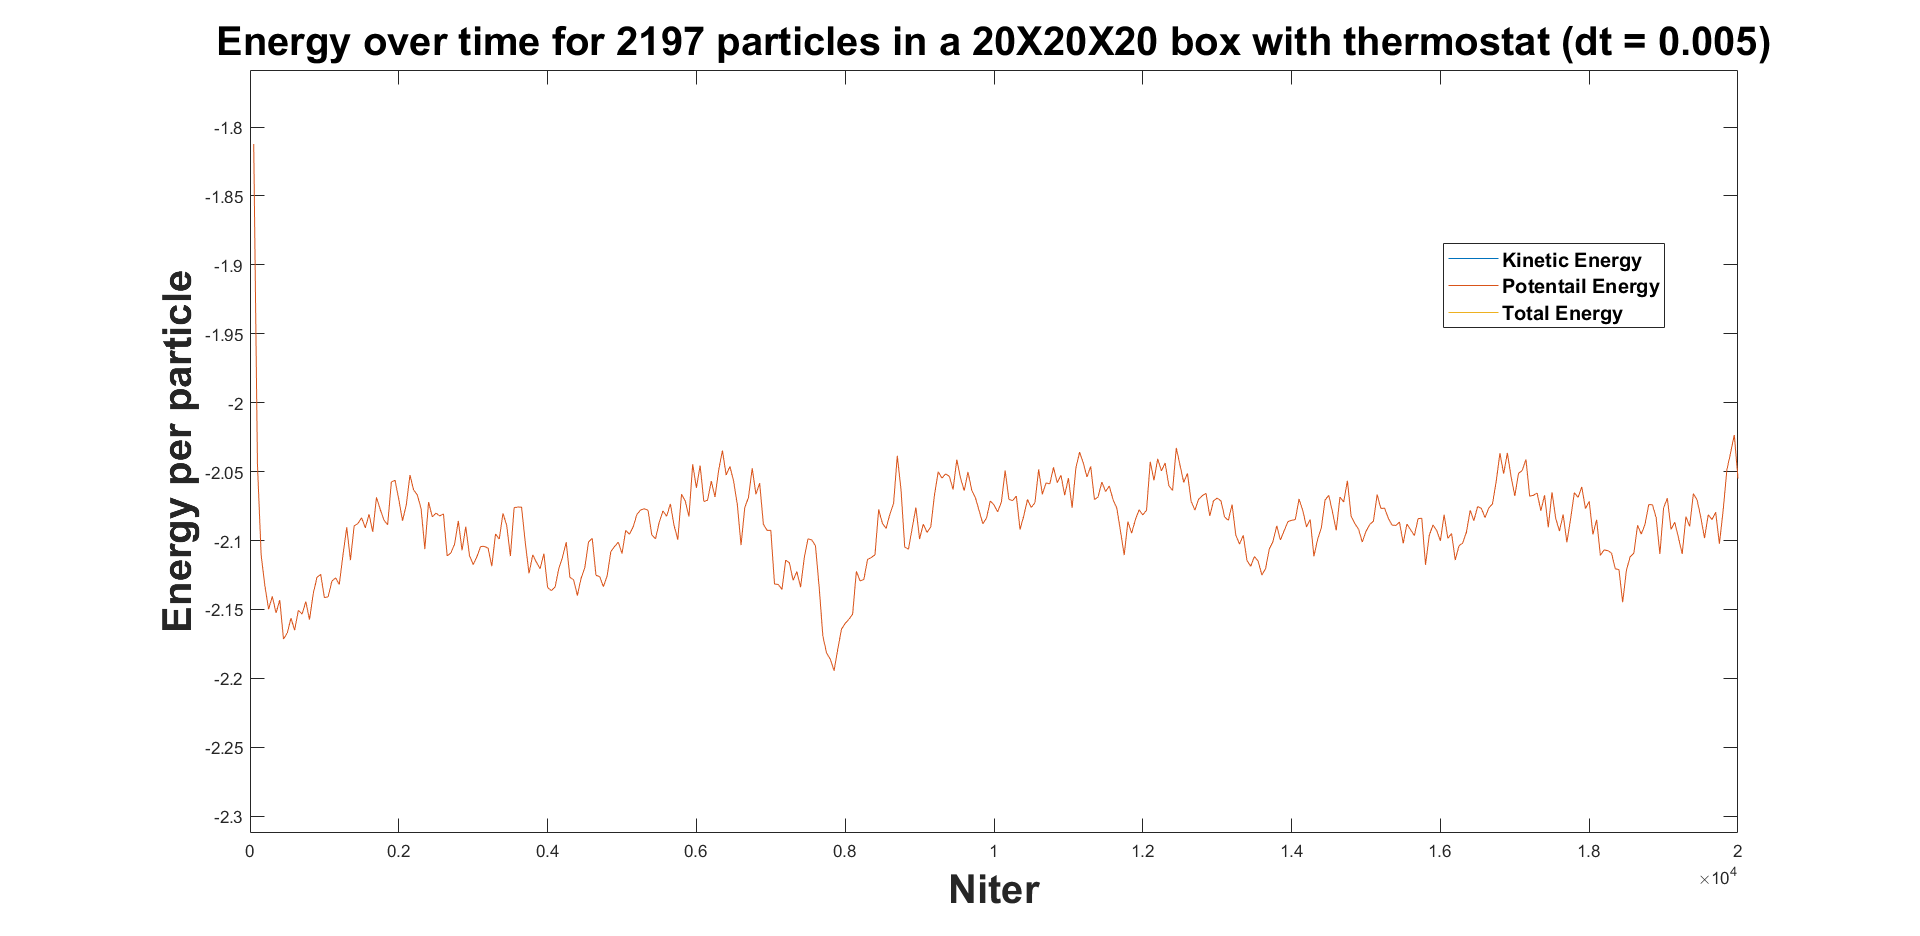 Energy over time for 2197 particles in a 20X20X20 box with thermostat (dt = 0.005)
Energy per particle
-1.8
-1.85
-1.9
-1.95
-2
-2.05
-2.1
-2.15
-2.2
-2.25
-2.3
Kinetic Energy
Potentail Energy
Total Energy
0 0.2 0.4 0.6 0.8 1 1.2 1.4 1.6 1.8 2
×10⁴
Niter